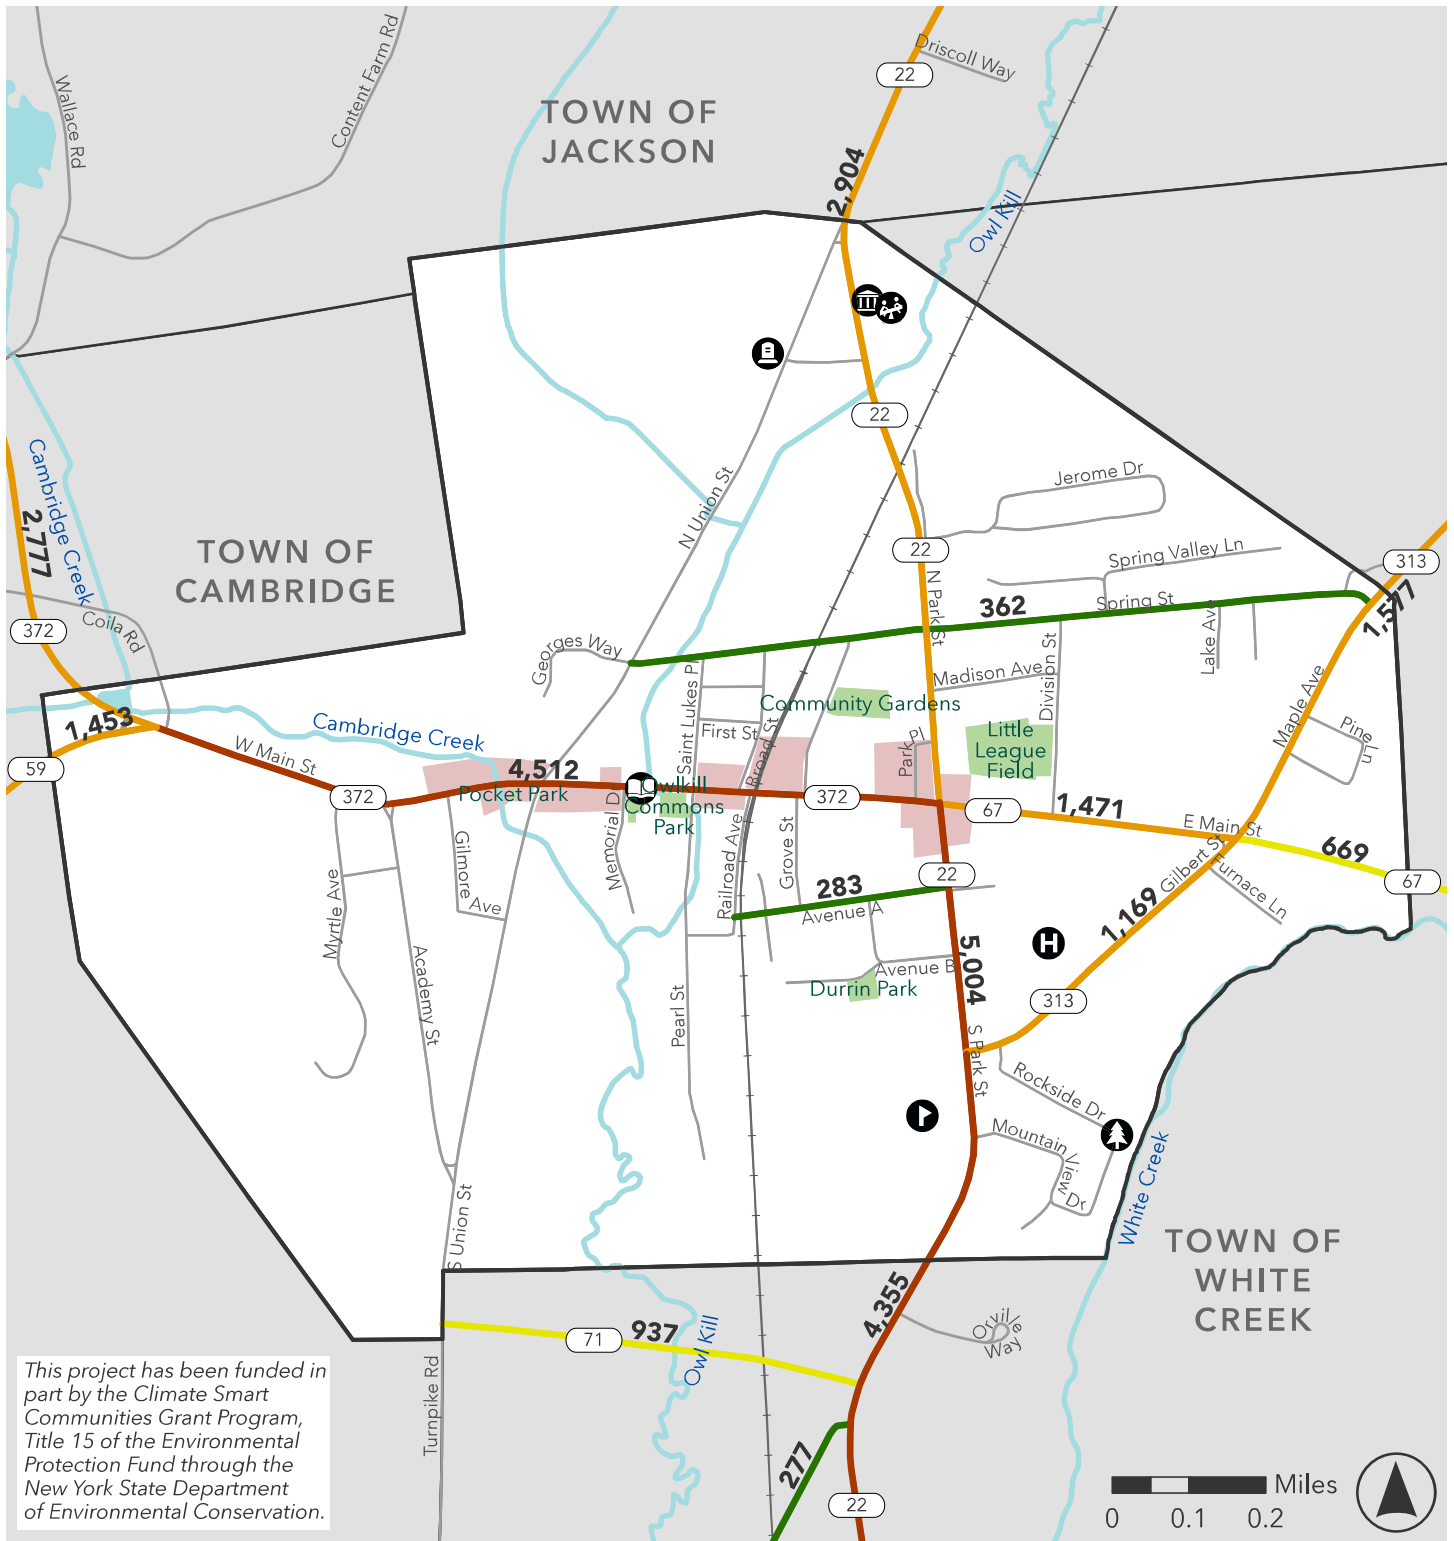 Driscoll Way
22
Content Farm Rd
Wallace Rd
TOWN OF
JACKSON
2,904
Owl Kill
22
Cambridge Creek
2,777
N Union St
Jerome Dr
22
TOWN OF
CAMBRIDGE
Spring Valley Ln
313
1,577
N Park St
362
Spring St
372
Coila Rd
Georges Way
Lake Ave
Division St
Madison Ave
Saint Lukes Pl
Community Gardens
Maple Ave
1,453
Cambridge Creek
First St
Broad St
Park
Pl
Little
League
Field
Pine
Ln
59
W Main St
4,512
372
Pocket Park
Owlkill
Commons
Park
372
67
1,471
E Main St
669
67
Memorial Dr
Gilmore
Ave
Railroad Ave
Grove St
283
22
Avenue A
Gilbert St
Furnace Ln
1,169
Myrtle Ave
Academy St
H
Avenue B
5,004
Durrin Park
313
Pearl St
S Park St
Rockside Dr
Mountain
View
Dr
White Creek
S Union St
TOWN OF
WHITE
CREEK
4,355
Orville
Way
71
937
Owl Kill
Turnpike Rd
277
22
This project has been funded in
part by the Climate Smart
Communities Grant Program,
Title 15 of the Environmental
Protection Fund through the
New York State Department
of Environmental Conservation.
Miles
0 0.1 0.2